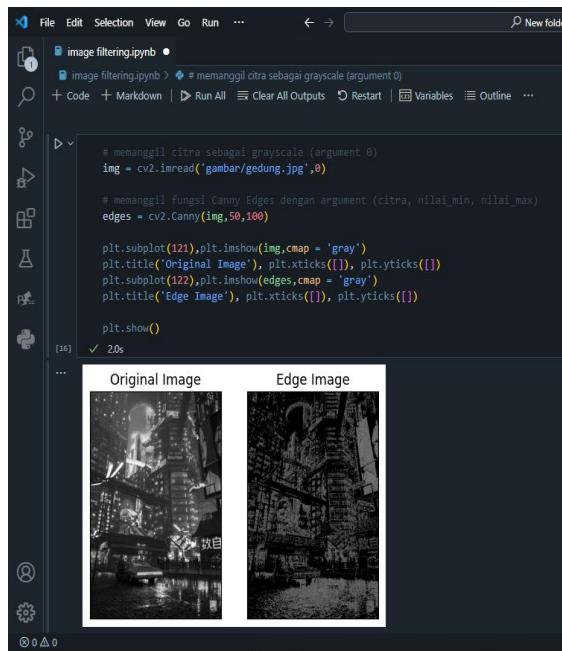 File Edit Selection View Go Run ··· ← → New folde
image filtering.ipynb ●
image filtering.ipynb > # memanggil citra sebagai grayscale (argument 0)
+ Code + Markdown | Run All Clear All Outputs Restart | Variables Outline ···
# memanggil citra sebagai grayscale (argument 0)
img = cv2.imread('gambar/gedung.jpg',0)
# memanggil fungsi Canny Edges dengan argument (citra, nilai_min, nilai_max)
edges = cv2.Canny(img,50,100)
plt.subplot(121),plt.imshow(img,cmap = 'gray')
plt.title('Original Image'), plt.xticks([]), plt.yticks([])
plt.subplot(122),plt.imshow(edges,cmap = 'gray')
plt.title('Edge Image'), plt.xticks([]), plt.yticks([])
plt.show()
[16] ✓ 2.0s
···
Original Image Edge Image
数自
0 0
1